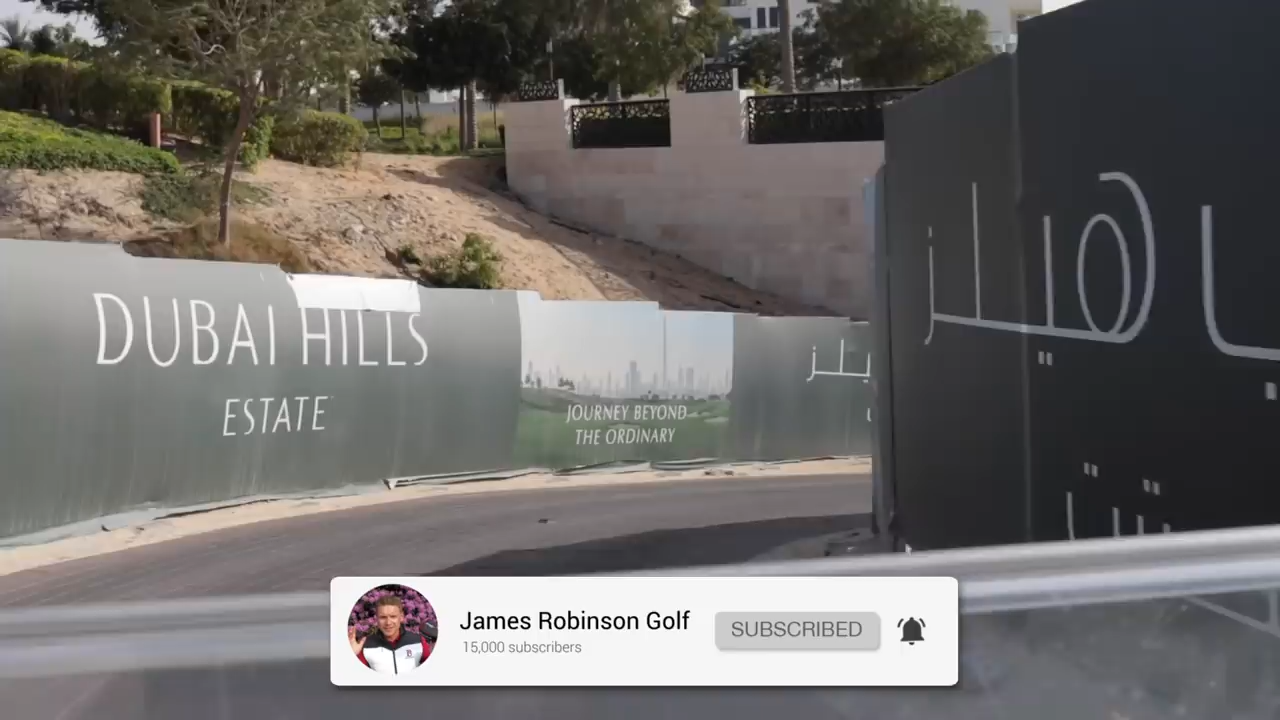 DUBAI HILLS
ESTATE
JOURNEY BEYOND
THE ORDINARY
James Robinson Golf
15,000 subscribers
SUBSCRIBED